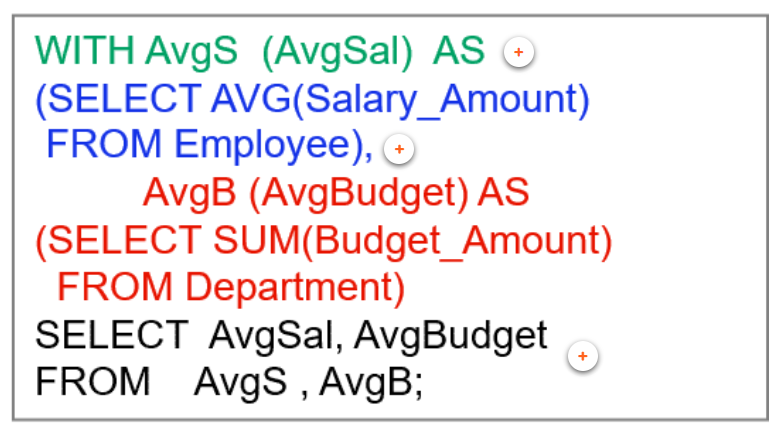 WITH AvgS (AvgSal) AS
(SELECT AVG(Salary_Amount)
FROM Employee),
AvgB (AvgBudget) AS
(SELECT SUM(Budget_Amount)
FROM Department)
SELECT AvgSal, AvgBudget
FROM AvgS , AvgB;